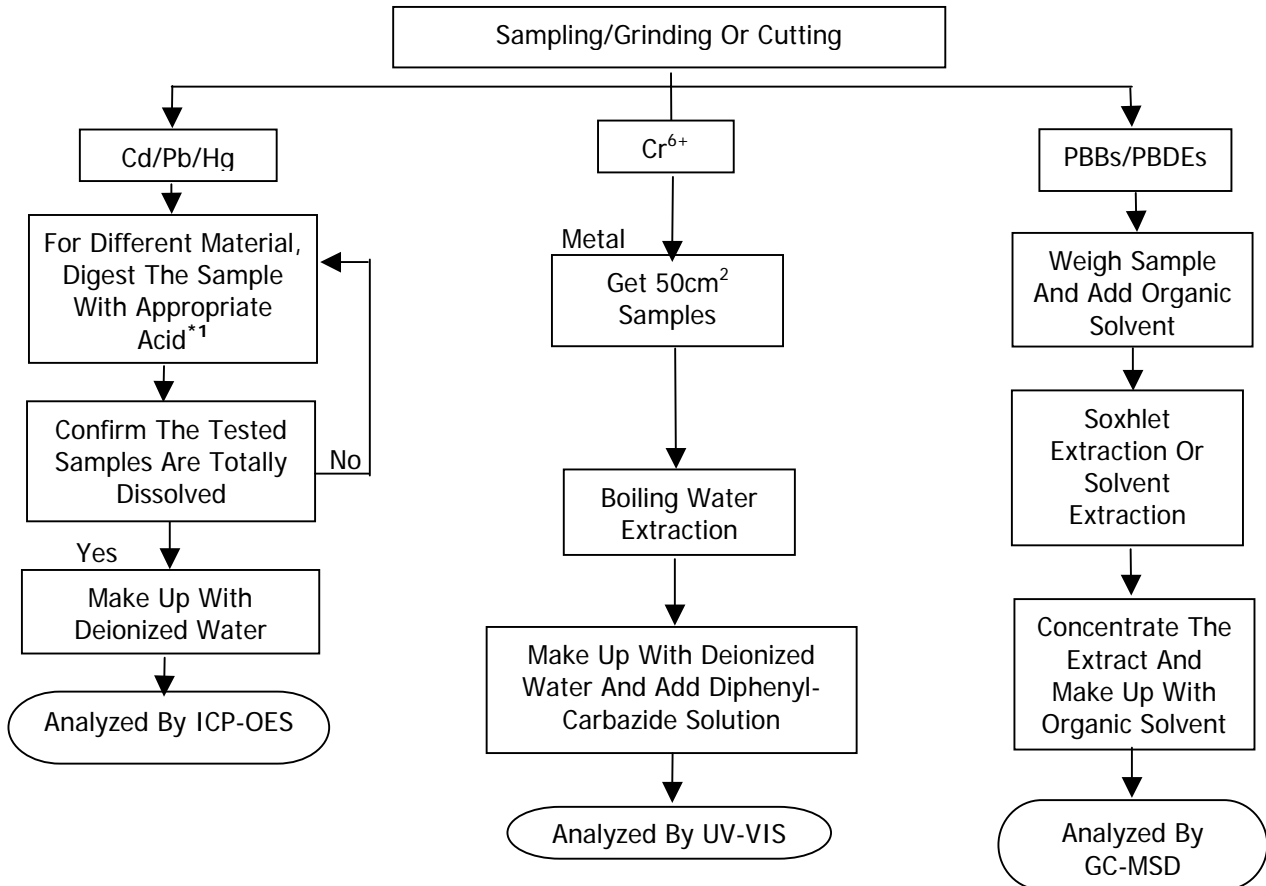 Sampling/Grinding Or Cutting
Cd/Pb/Hg
For Different Material,
Digest The Sample
With Appropriate
Acid*1
Confirm The Tested
Samples Are Totally
Dissolved
No
Yes
Make Up With
Deionized Water
Analyzed By ICP-OES
Cr6+
Metal
Get 50cm2
Samples
Boiling Water
Extraction
Make Up With Deionized
Water And Add Diphenyl-
Carbazide Solution
Analyzed By UV-VIS
PBBs/PBDEs
Weigh Sample
And Add Organic
Solvent
Soxhlet
Extraction Or
Solvent
Extraction
Concentrate The
Extract And
Make Up With
Organic Solvent
Analyzed By
GC-MSD